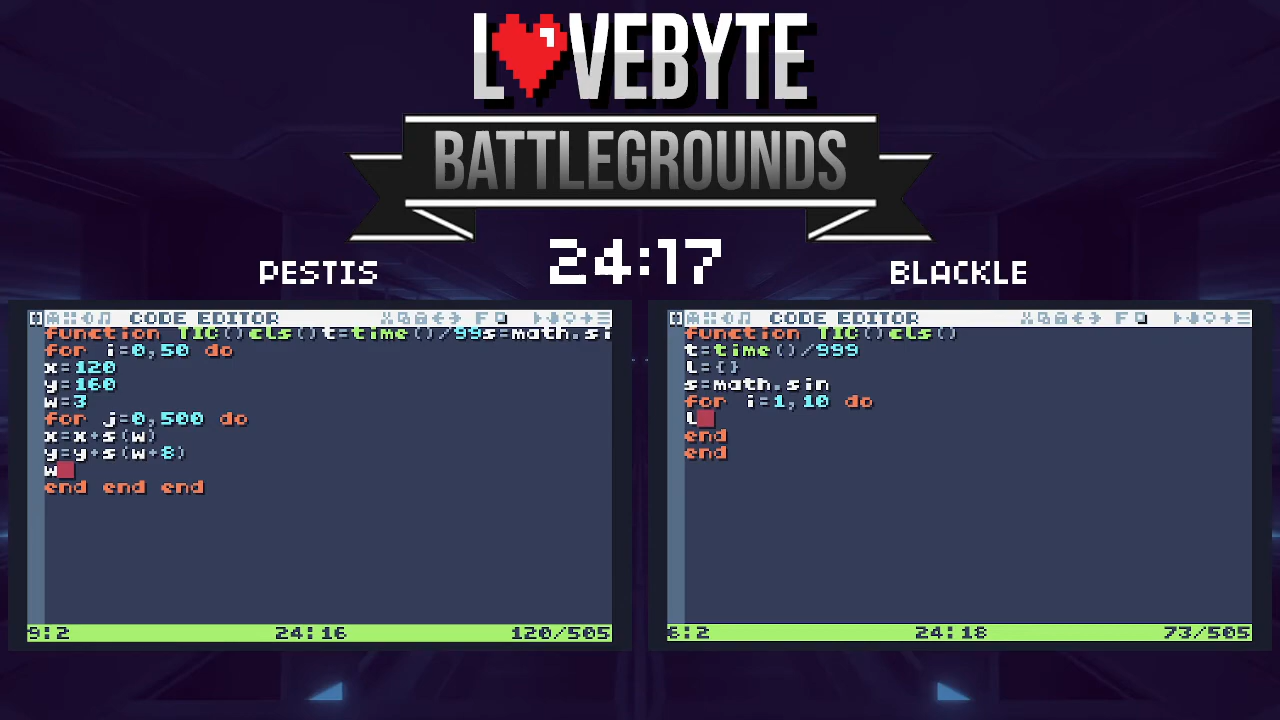 LOVEBYTE
BATTLEGROUNDS
24:17
PESTIS
BLACKLE
CODE EDITOR
function TIC()cls()t=time()/99s=math.si
for i=0,50 do
x=120
y=160
w=3
for j=0,500 do
x=x+s(w)
y=y+s(w+8)
w
end end end
9:2 24:16 120/505
CODE EDITOR
function TIC()cls()
t=time()/999
l={}
s=math.sin
for i=1,10 do
l
end
end
6:2 24:18 73/505